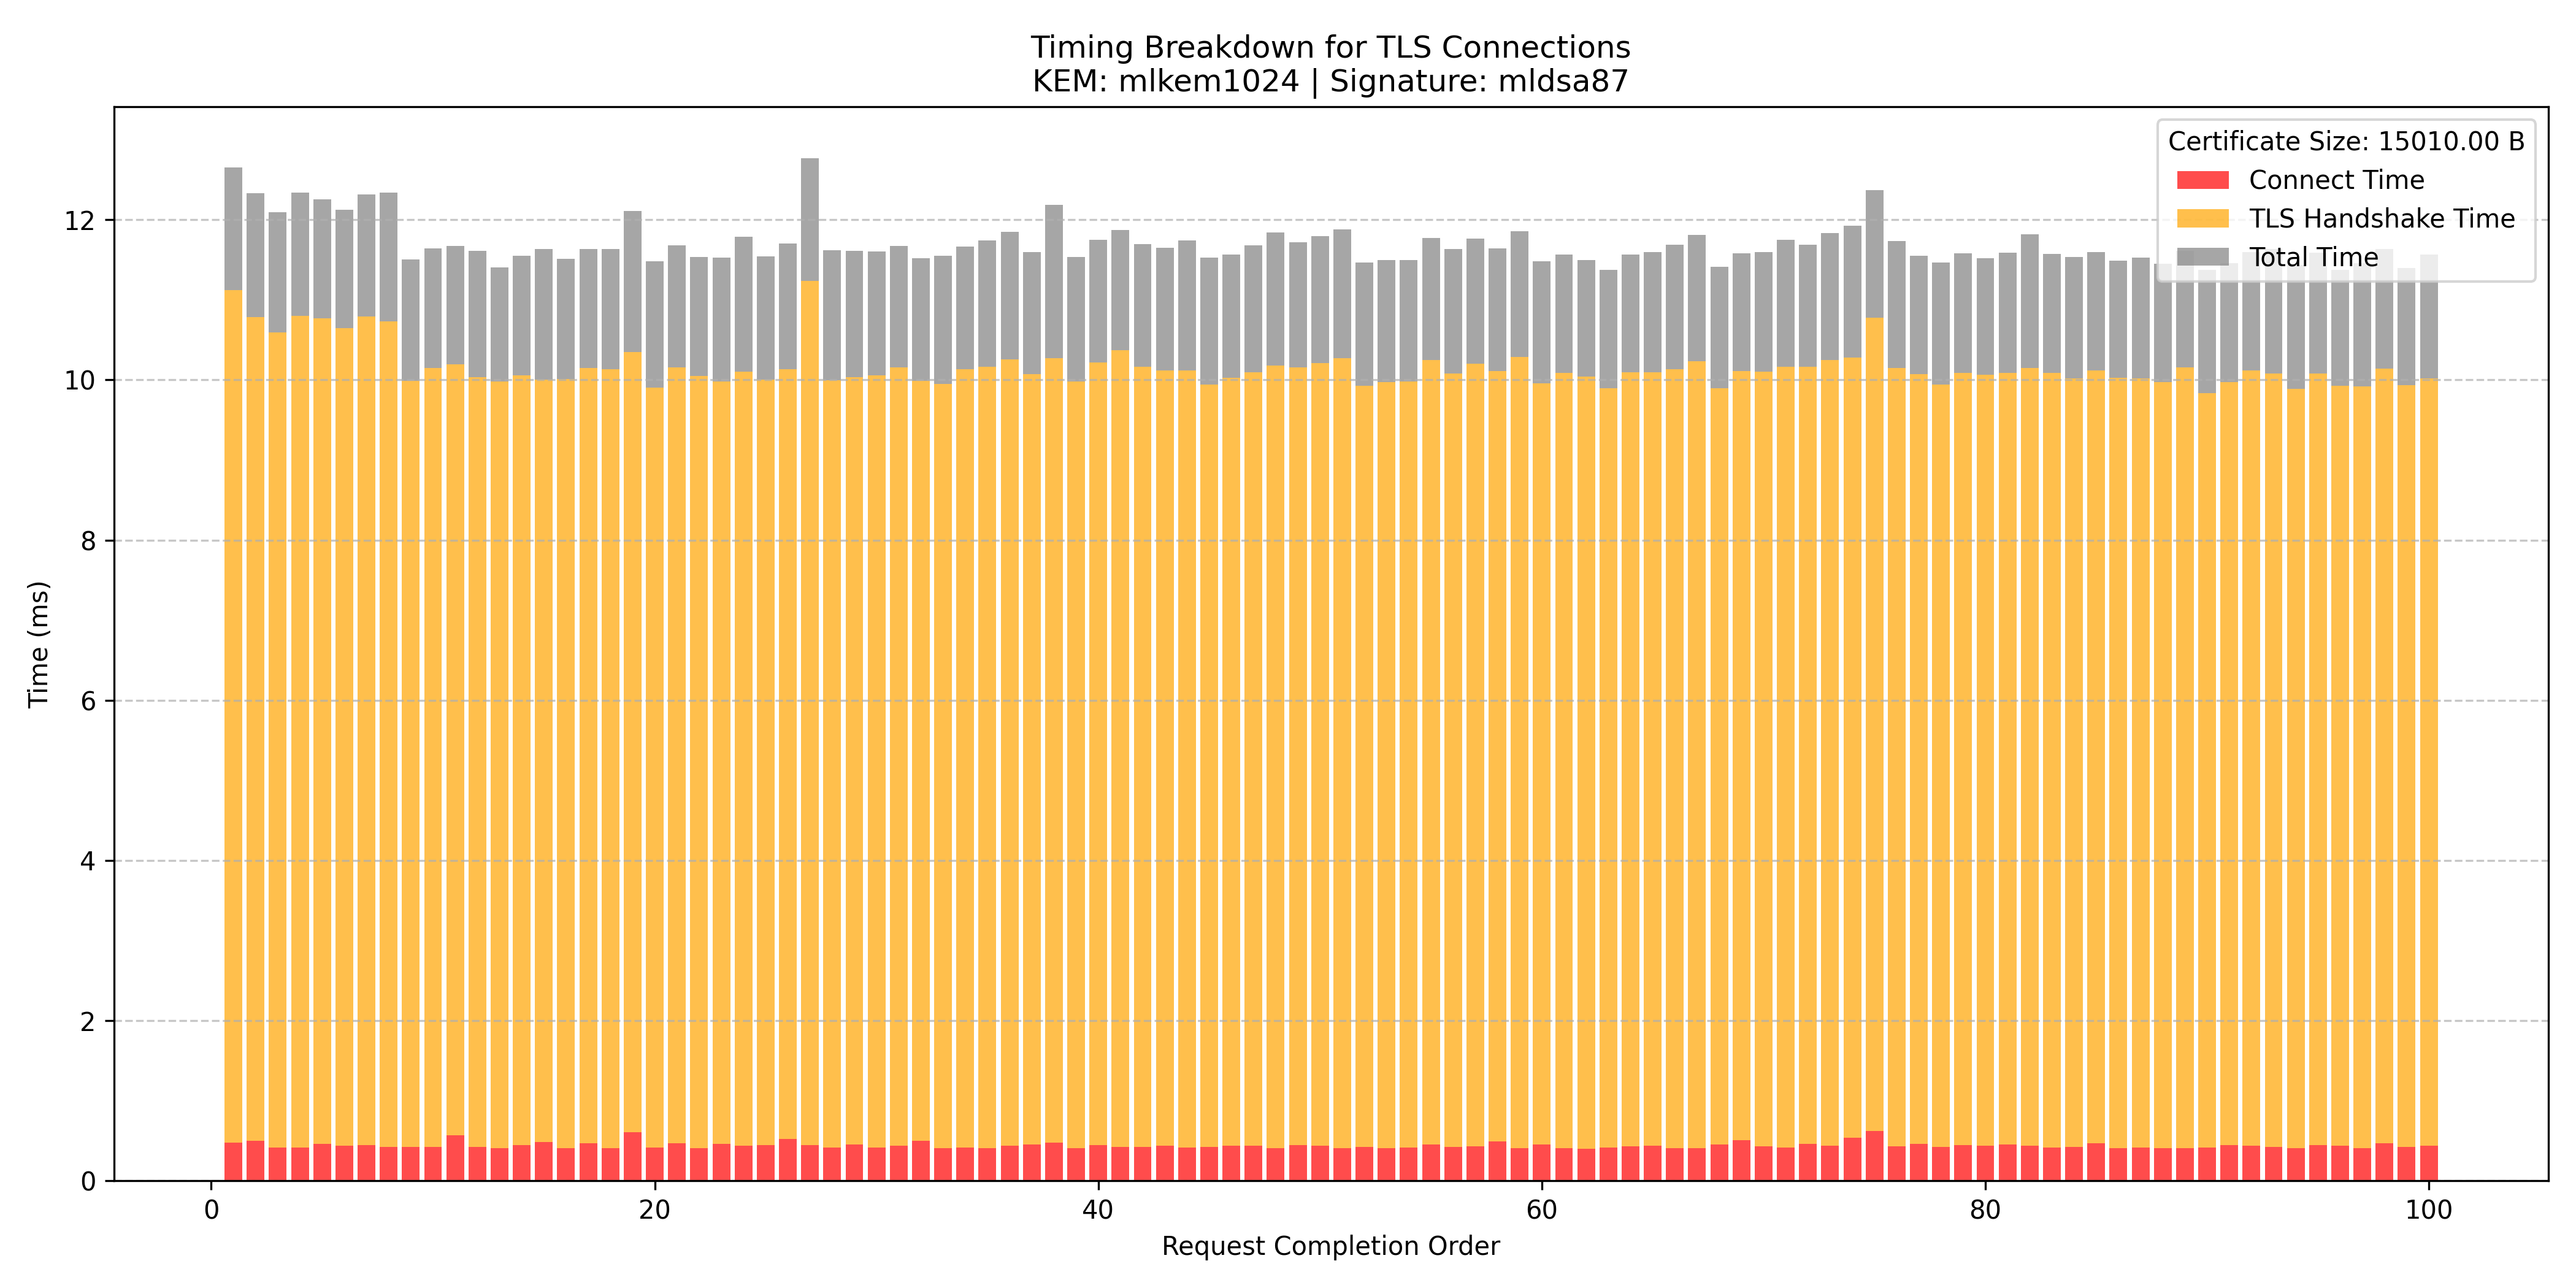 Timing Breakdown for TLS Connections
KEM: mlkem1024 | Signature: mldsa87
Certificate Size: 15010.00 B
Connect Time
TLS Handshake Time
Total Time
Time (ms)
12
10
8
6
4
2
0
0 20 40 60 80 100
Request Completion Order